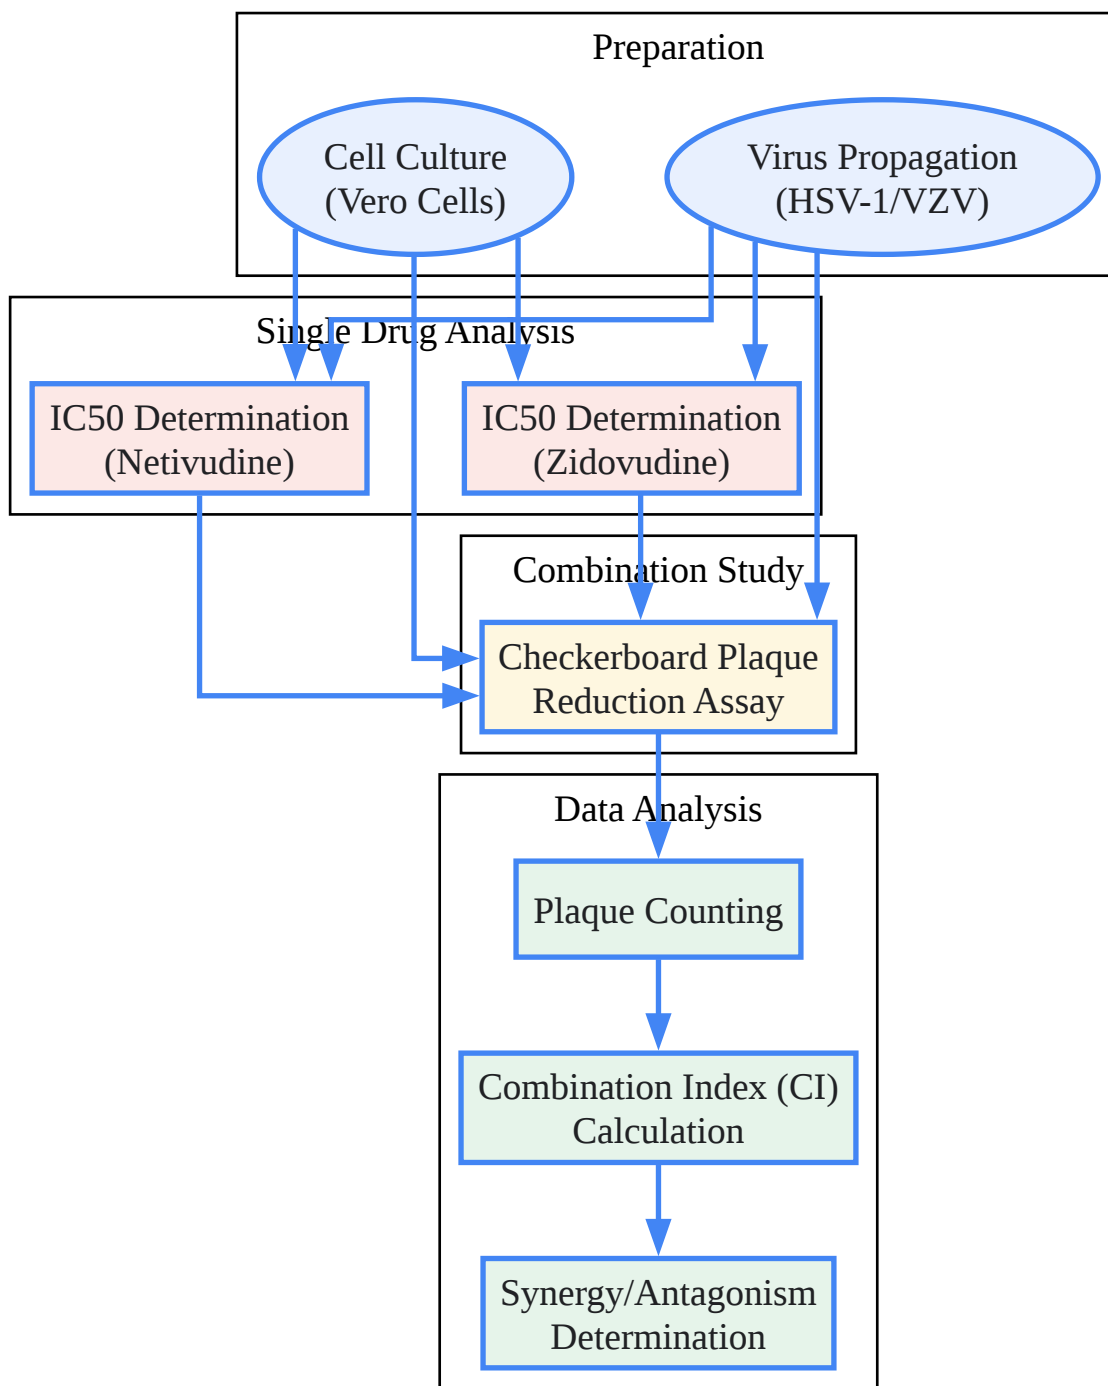 Preparation
Cell Culture
(Vero Cells)
Virus Propagation
(HSV-1/VZV)
Single Drug Analysis
IC50 Determination
(Netivudine)
IC50 Determination
(Zidovudine)
Combination Study
Checkerboard Plaque
Reduction Assay
Data Analysis
Plaque Counting
Combination Index (CI)
Calculation
Synergy/Antagonism
Determination